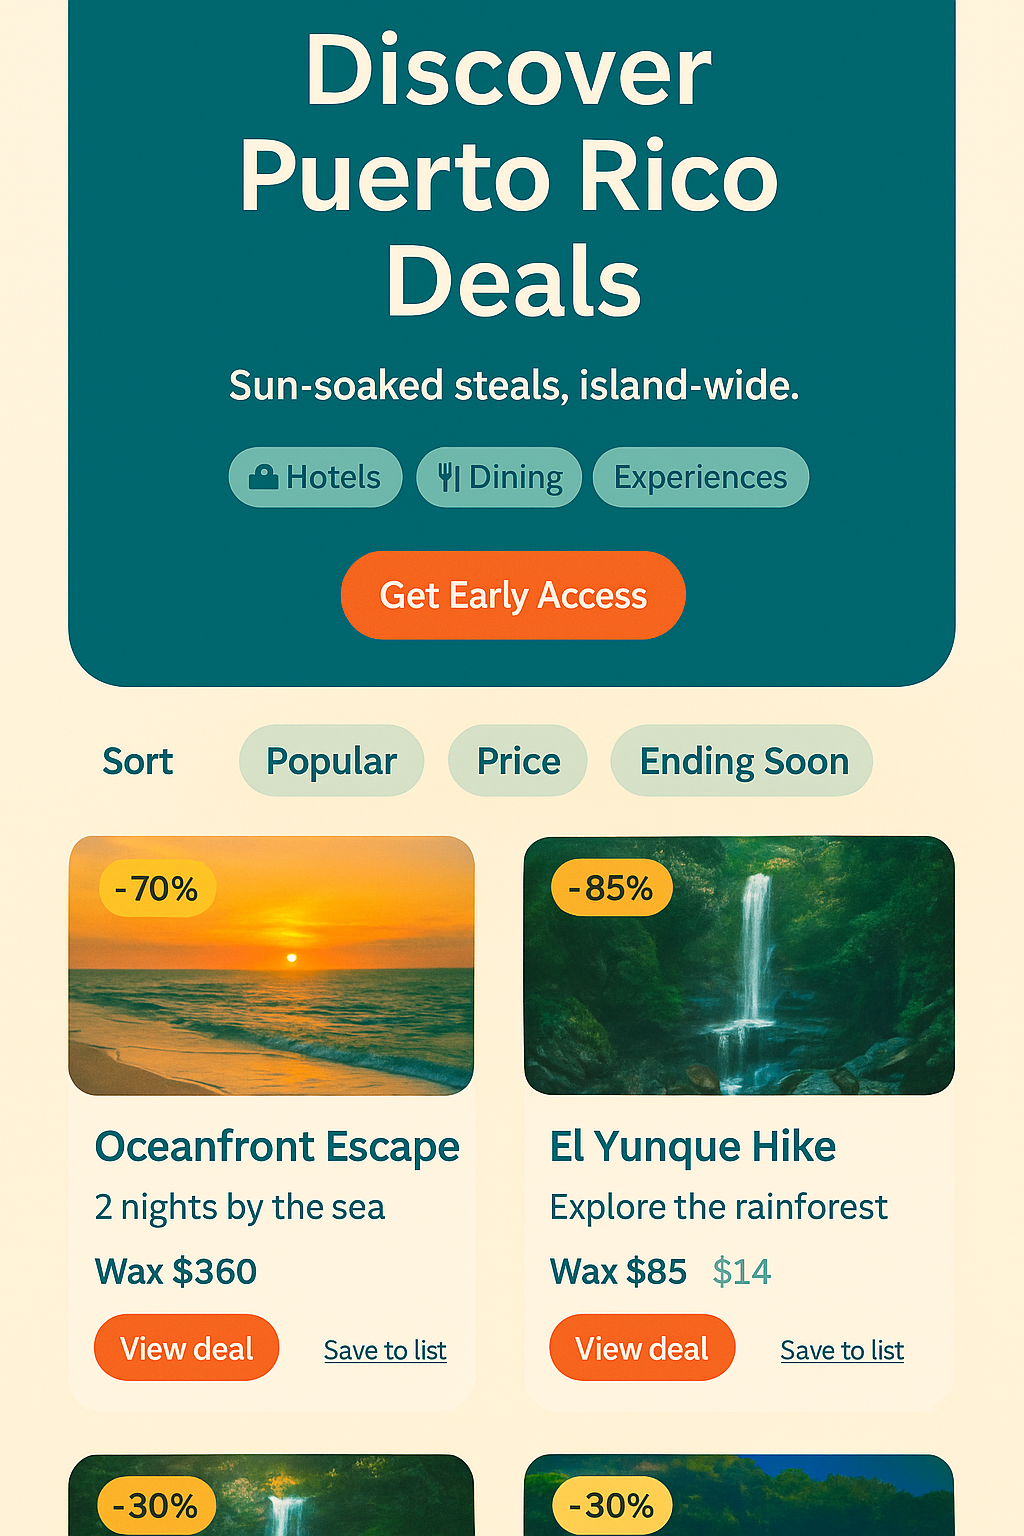 Discover
Puerto Rico
Deals
Sun-soaked steals, island-wide.
Hotels
Dining
Experiences
Get Early Access
Sort
Popular
Price
Ending Soon
-70%
-85%
Oceanfront Escape
2 nights by the sea
Wax $360
View deal
Save to list
El Yunque Hike
Explore the rainforest
Wax $85 $14
View deal
Save to list
-30%
-30%